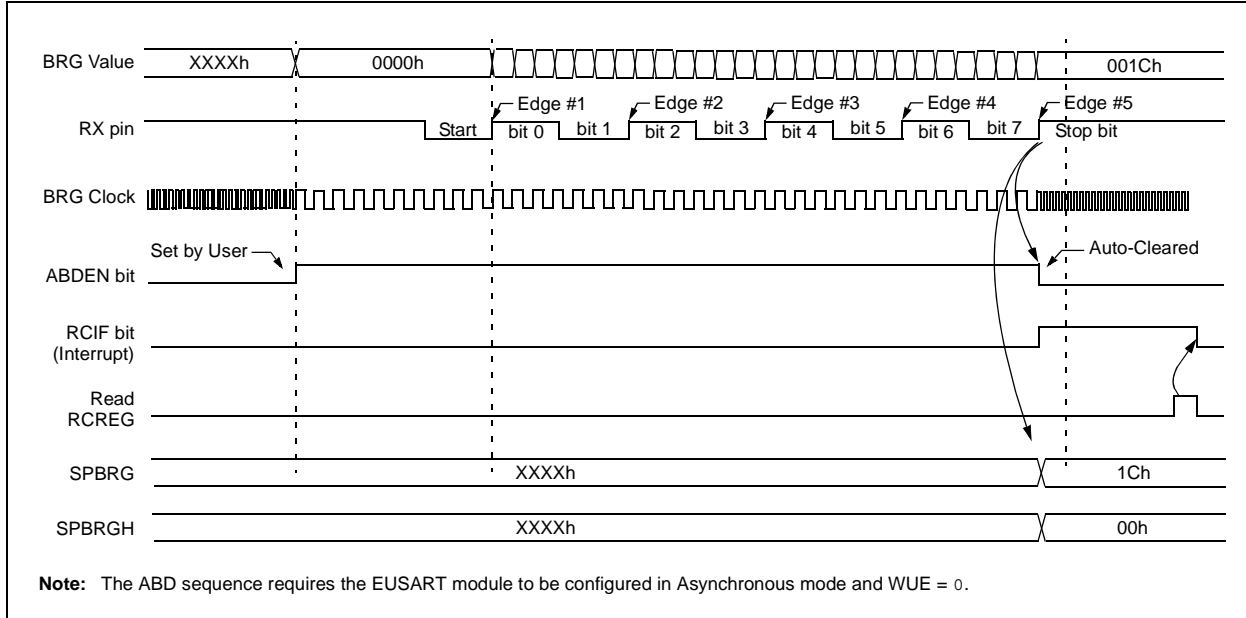 BRG Value XXXXh 0000h 001Ch
Edge #1 Edge #2 Edge #3 Edge #4 Edge #5
RX pin Start bit 0 bit 1 bit 2 bit 3 bit 4 bit 5 bit 6 bit 7 Stop bit
BRG Clock
Set by User Auto-Cleared
ABDEN bit
RCIF bit
(Interrupt)
Read
RCREG
SPBRG XXXXh 1Ch
SPBRGH XXXXh 00h
Note: The ABD sequence requires the EUSART module to be configured in Asynchronous mode and WUE = 0.